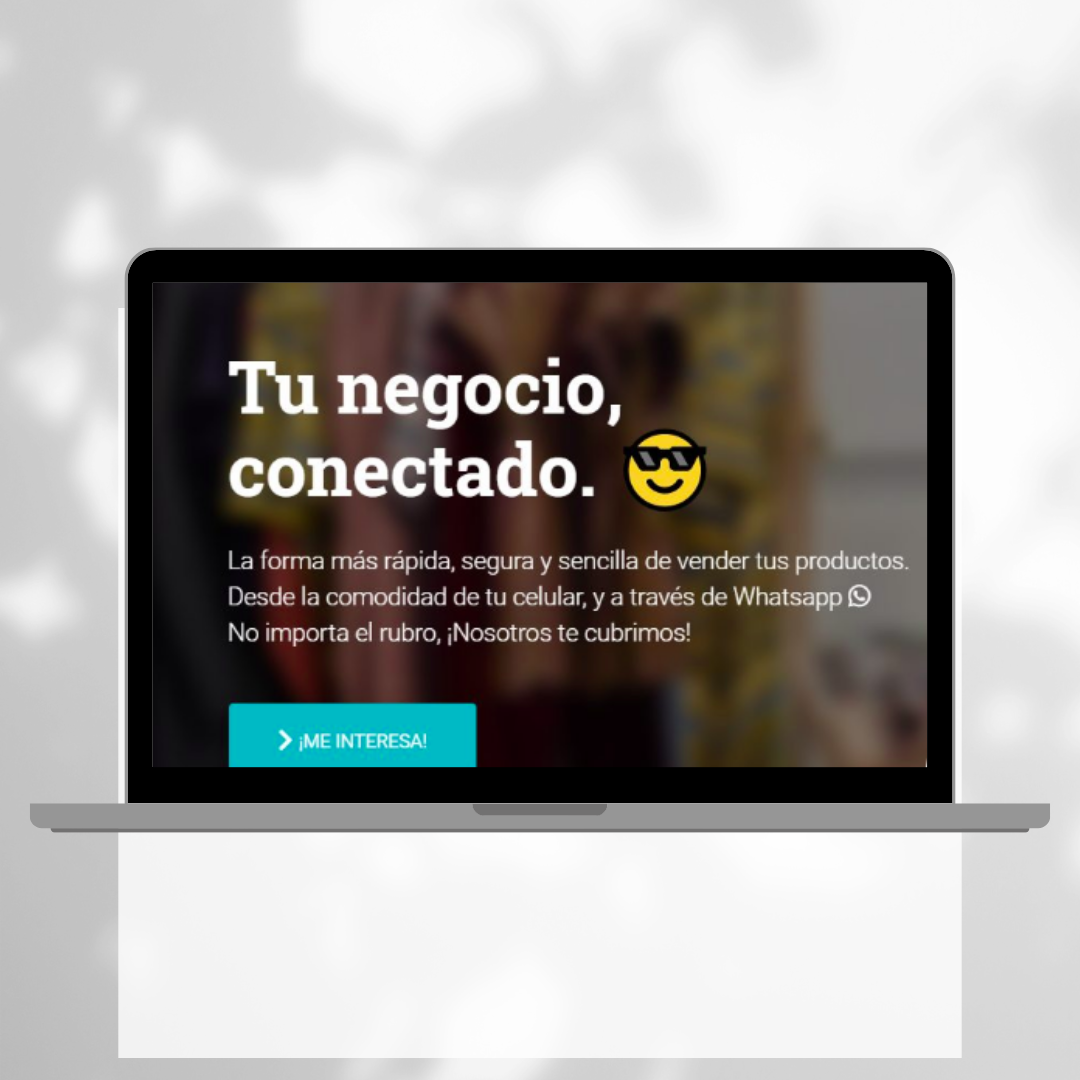 Tu negocio,
conectado. 😎
La forma más rápida, segura y sencilla de vender tus productos.
Desde la comodidad de tu celular, y a través de Whatsapp
No importa el rubro, ¡Nosotros te cubrimos!
¡ME INTERESA!